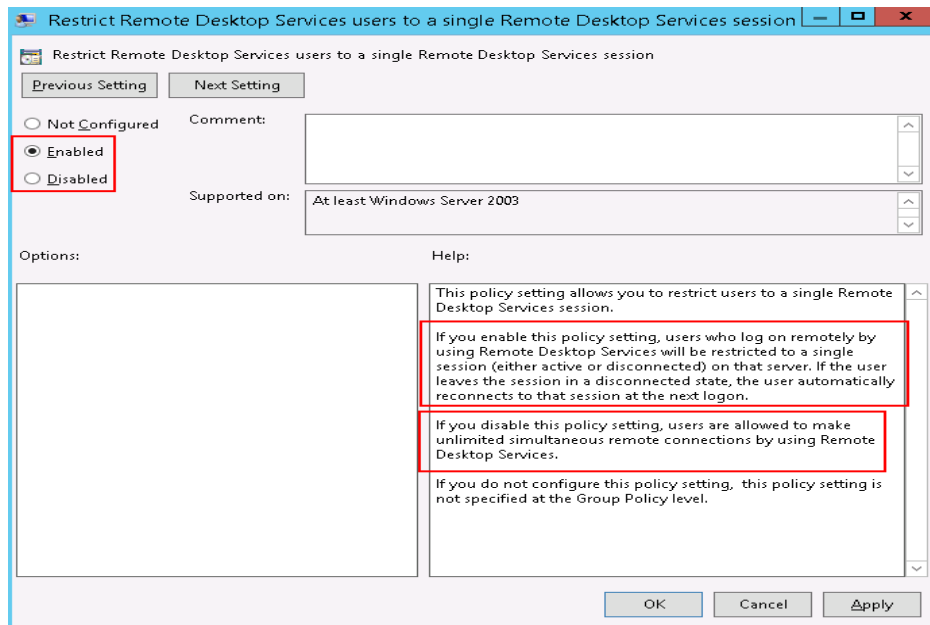 Restrict Remote Desktop Services users to a single Remote Desktop Services session
Restrict Remote Desktop Services users to a single Remote Desktop Services session
Previous Setting
Next Setting
Not Configured
Comment:
Enabled
Disabled
Supported on:
At least Windows Server 2003
Options:
Help:
This policy setting allows you to restrict users to a single Remote
Desktop Services session.
If you enable this policy setting, users who log on remotely by
using Remote Desktop Services will be restricted to a single
session (either active or disconnected) on that server. If the user
leaves the session in a disconnected state, the user automatically
reconnects to that session at the next logon.
If you disable this policy setting, users are allowed to make
unlimited simultaneous remote connections by using Remote
Desktop Services.
If you do not configure this policy setting, this policy setting is
not specified at the Group Policy level.
OK
Cancel
Apply